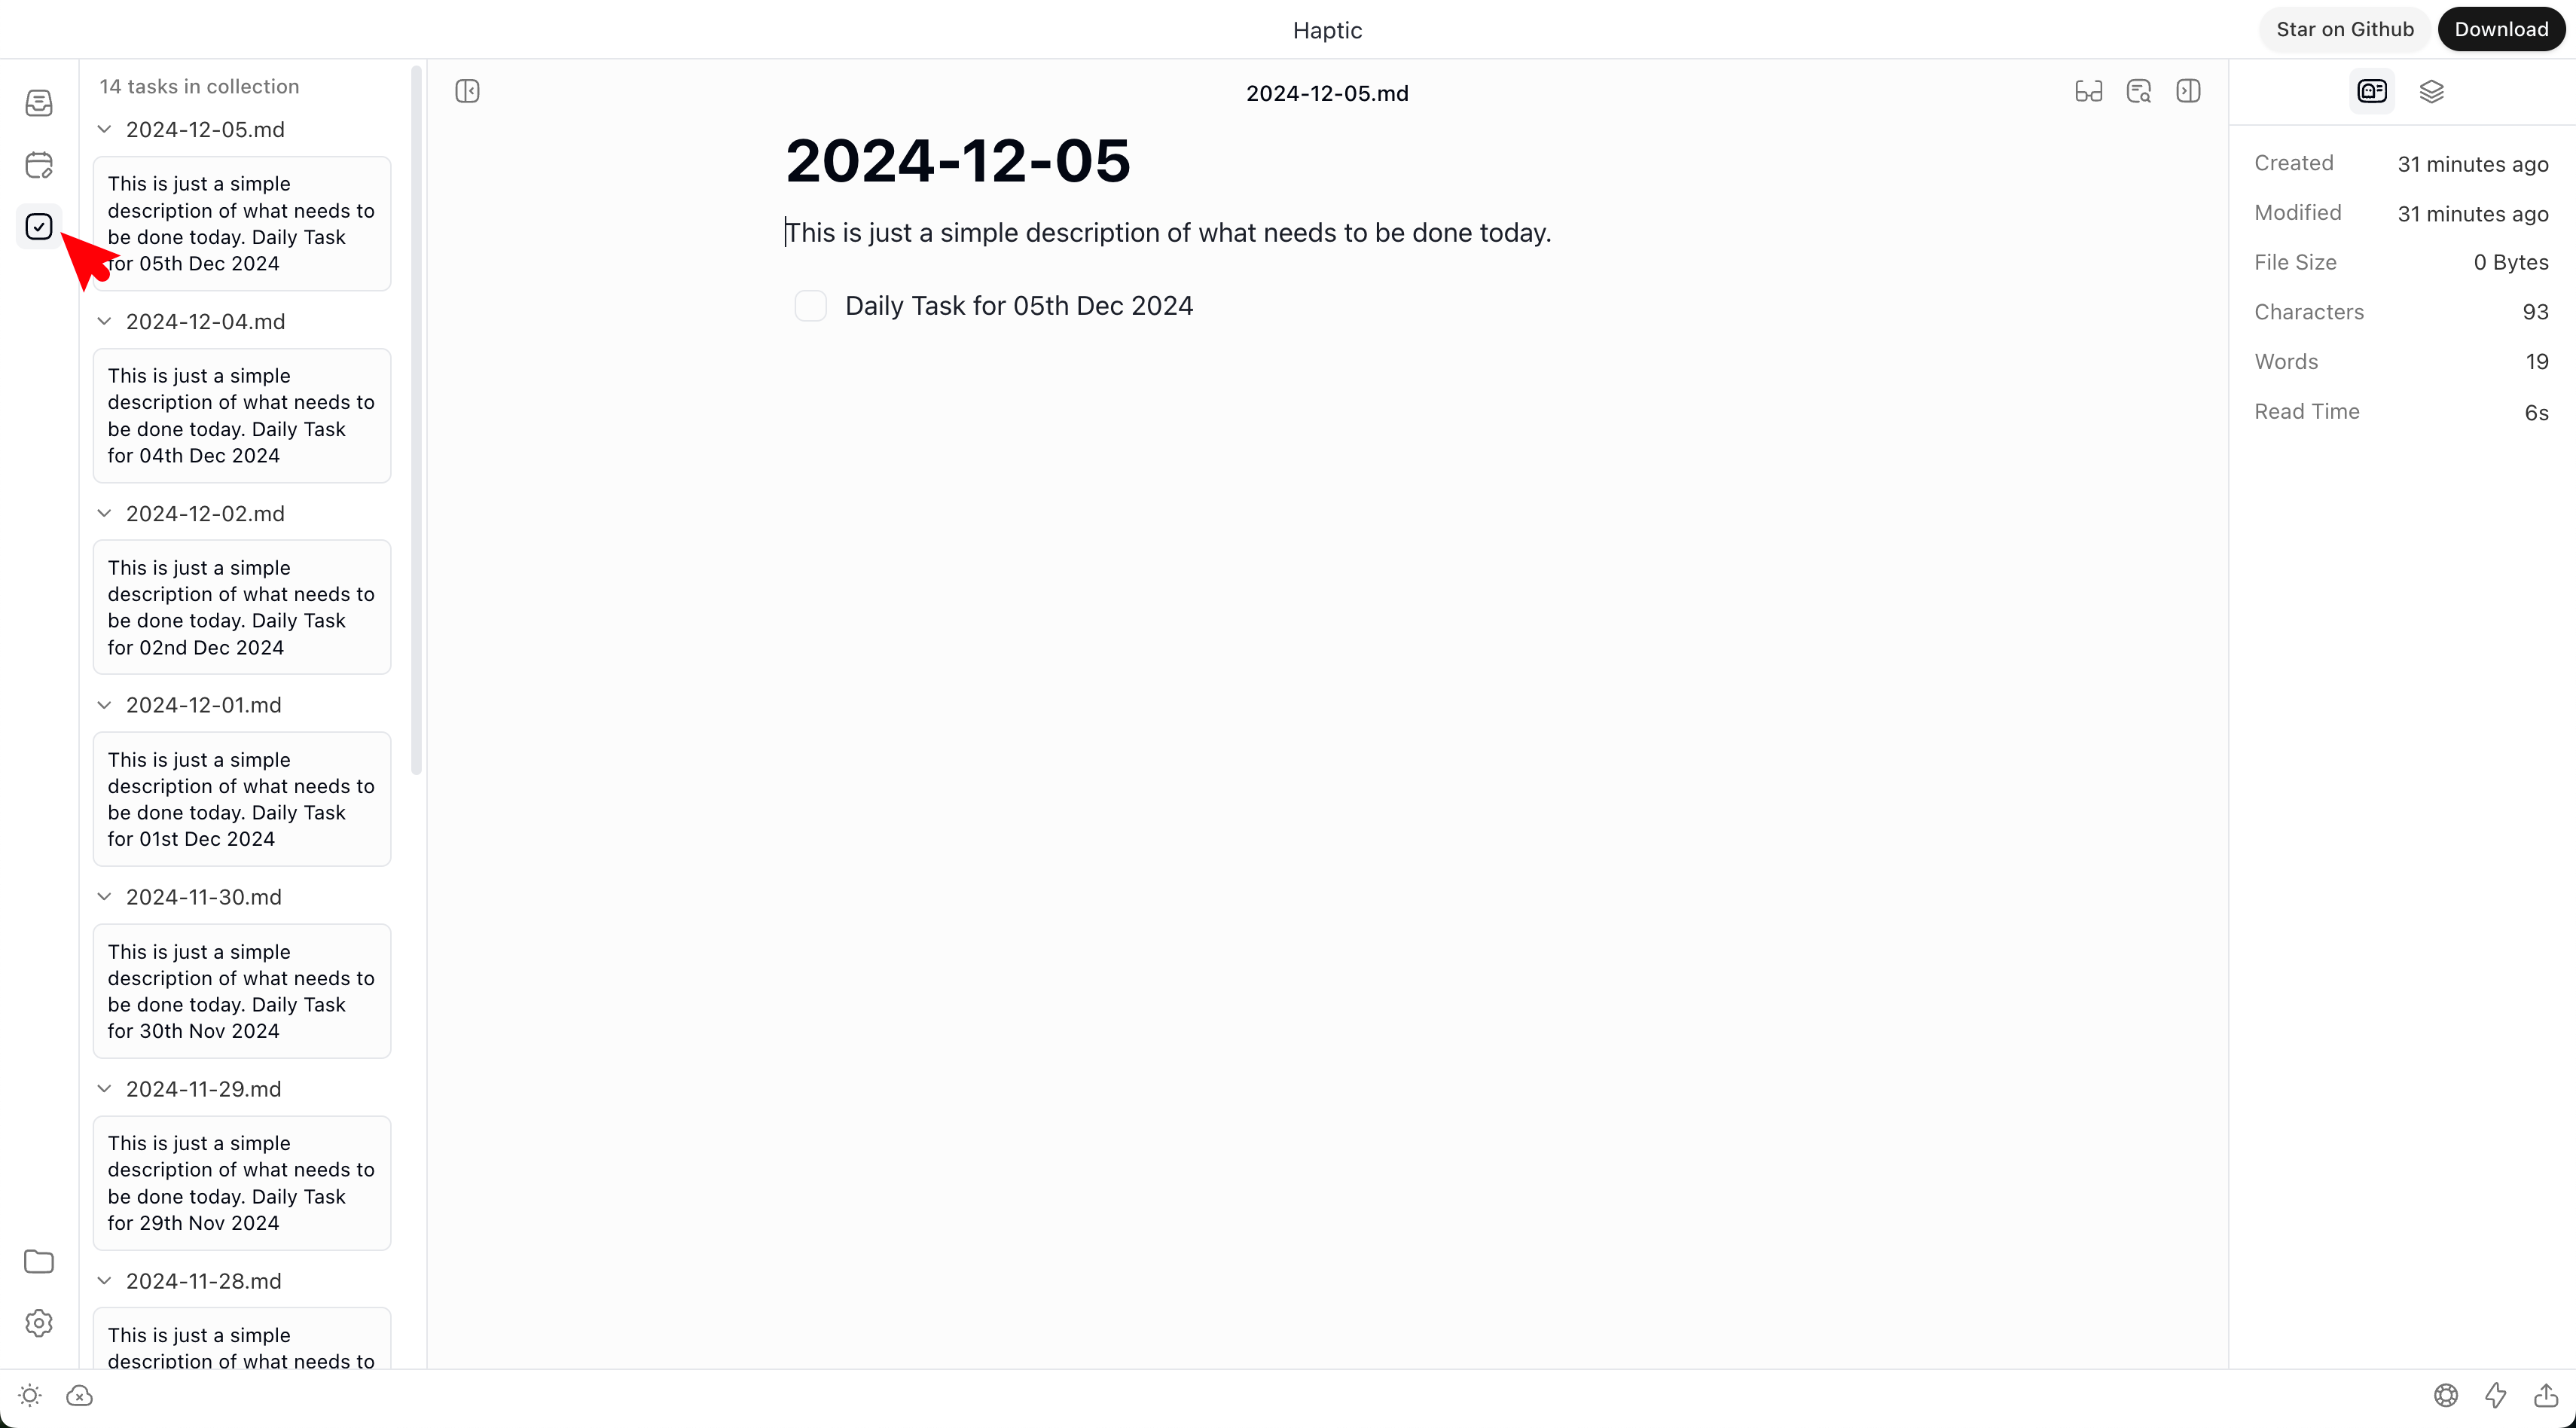 Haptic
Star on Github
Download
14 tasks in collection
2024-12-05.md
This is just a simple
description of what needs to
be done today. Daily Task
for 05th Dec 2024
2024-12-04.md
This is just a simple
description of what needs to
be done today. Daily Task
for 04th Dec 2024
2024-12-02.md
This is just a simple
description of what needs to
be done today. Daily Task
for 02nd Dec 2024
2024-12-01.md
This is just a simple
description of what needs to
be done today. Daily Task
for 01st Dec 2024
2024-11-30.md
This is just a simple
description of what needs to
be done today. Daily Task
for 30th Nov 2024
2024-11-29.md
This is just a simple
description of what needs to
be done today. Daily Task
for 29th Nov 2024
2024-11-28.md
This is just a simple
description of what needs to
2024-12-05.md
2024-12-05
This is just a simple description of what needs to be done today.
Daily Task for 05th Dec 2024
Created 31 minutes ago
Modified 31 minutes ago
File Size 0 Bytes
Characters 93
Words 19
Read Time 6s